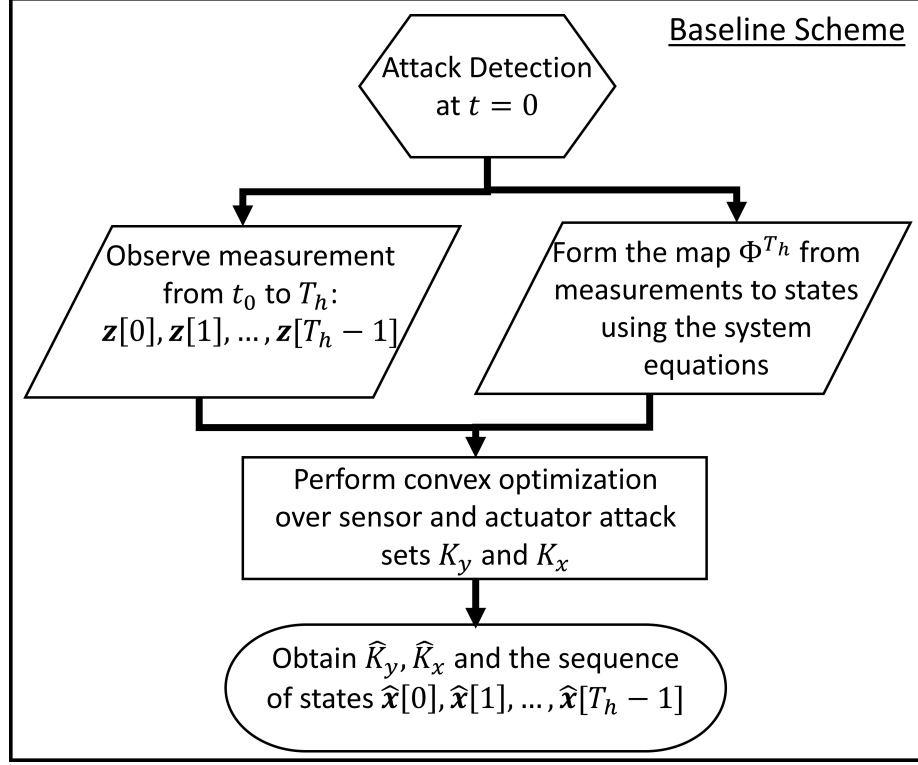 Baseline Scheme
Attack Detection
at 𝑡 = 0
Observe measurement
from 𝑡₀ to 𝑇ₕ:
𝒛[0], 𝒛[1], … , 𝒛[𝑇ₕ − 1]
Form the map Φ^{𝑇ₕ} from
measurements to states
using the system
equations
Perform convex optimization
over sensor and actuator attack
sets 𝐾_𝑦 and 𝐾ₓ
Obtain 𝐾̂_𝑦, 𝐾̂ₓ and the sequence
of states 𝒙̂[0], 𝒙̂[1], … , 𝒙̂[𝑇ₕ − 1]